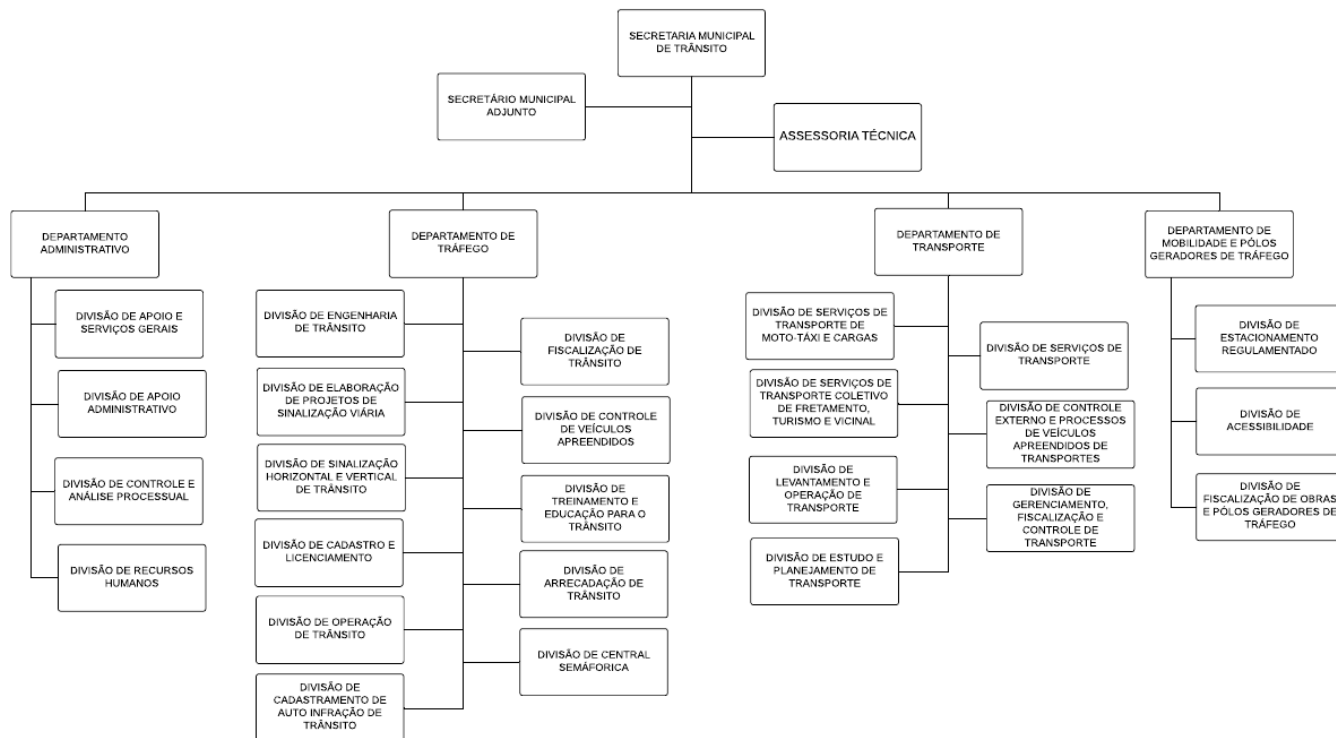 SECRETARIA MUNICIPAL
DE TRÂNSITO
SECRETÁRIO MUNICIPAL
ADJUNTO
ASSESSORIA TÉCNICA
DEPARTAMENTO
ADMINISTRATIVO
DIVISÃO DE APOIO E
SERVIÇOS GERAIS
DIVISÃO DE APOIO
ADMINISTRATIVO
DIVISÃO DE CONTROLE E
ANÁLISE PROCESSUAL
DIVISÃO DE RECURSOS
HUMANOS
DEPARTAMENTO DE
TRÁFEGO
DIVISÃO DE ENGENHARIA
DE TRÂNSITO
DIVISÃO DE
FISCALIZAÇÃO DE
TRÂNSITO
DIVISÃO DE ELABORAÇÃO
DE PROJETOS DE
SINALIZAÇÃO VIÁRIA
DIVISÃO DE CONTROLE
DE VEÍCULOS
APREENDIDOS
DIVISÃO DE SINALIZAÇÃO
HORIZONTAL E VERTICAL
DE TRÂNSITO
DIVISÃO DE
TREINAMENTO E
EDUCAÇÃO PARA O
TRÂNSITO
DIVISÃO DE CADASTRO E
LICENCIAMENTO
DIVISÃO DE
ARRECADAÇÃO DE
TRÂNSITO
DIVISÃO DE OPERAÇÃO
DE TRÂNSITO
DIVISÃO DE CENTRAL
SEMÁFORICA
DIVISÃO DE
CADASTRAMENTO DE
AUTO INFRAÇÃO DE
TRÂNSITO
DEPARTAMENTO DE
TRANSPORTE
DIVISÃO DE SERVIÇOS DE
TRANSPORTE DE
MOTO-TÁXI E CARGAS
DIVISÃO DE SERVIÇOS DE
TRANSPORTE
DIVISÃO DE SERVIÇOS DE
TRANSPORTE COLETIVO
DE FRETAMENTO,
TURISMO E VICINAL
DIVISÃO DE CONTROLE
EXTERNO E PROCESSOS
DE VEÍCULOS
APREENDIDOS DE
TRANSPORTES
DIVISÃO DE
LEVANTAMENTO E
OPERAÇÃO DE
TRANSPORTE
DIVISÃO DE
GERENCIAMENTO,
FISCALIZAÇÃO E
CONTROLE DE
TRANSPORTE
DIVISÃO DE ESTUDO E
PLANEJAMENTO DE
TRANSPORTE
DEPARTAMENTO DE
MOBILIDADE E PÓLOS
GERADORES DE TRÁFEGO
DIVISÃO DE
ESTACIONAMENTO
REGULAMENTADO
DIVISÃO DE
ACESSIBILIDADE
DIVISÃO DE
FISCALIZAÇÃO DE OBRAS
E PÓLOS GERADORES DE
TRÁFEGO